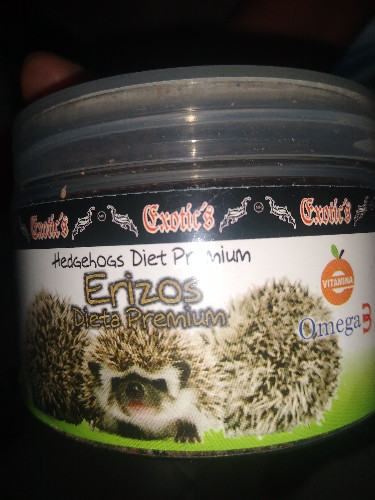 Exotic's Exotic's Exotic's
Hedgehogs Diet Premium
Erizos
Dieta Premium
VITAMINA
Omega 3